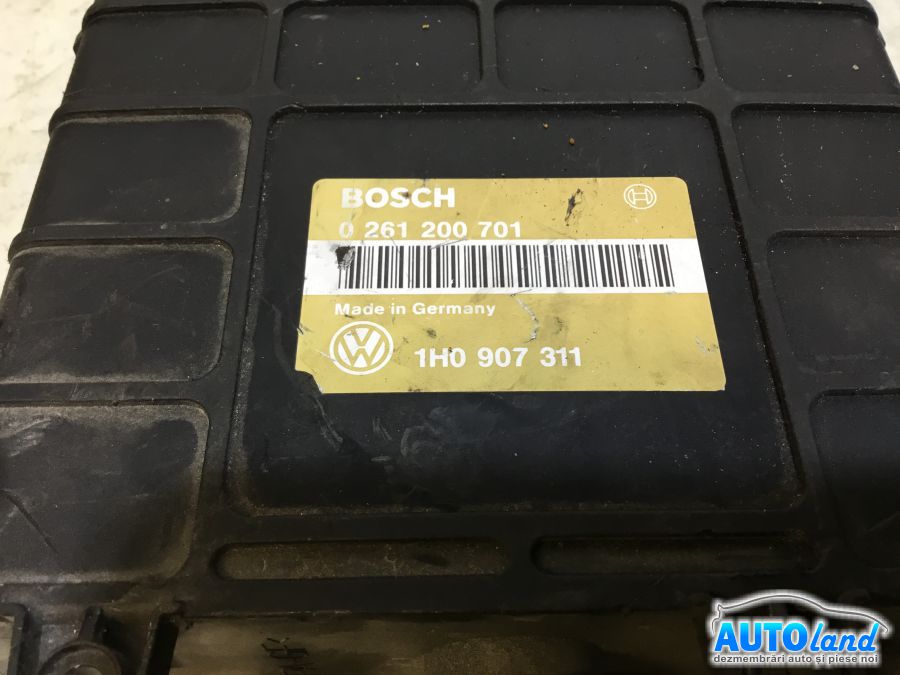 BOSCH
0 261 200 701
Made in Germany
1H0 907 311
AUTOland
dezmembrări auto și piese noi